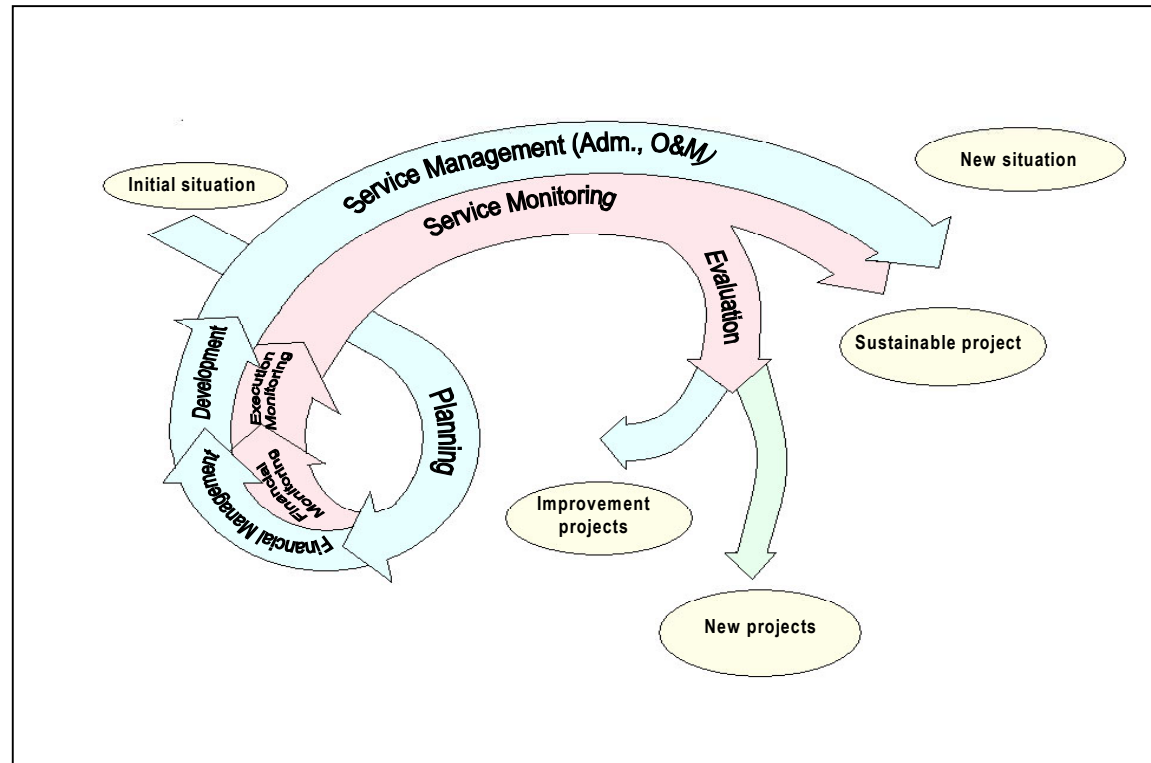 Initial situation
Service Management (Adm., O&M)
Service Monitoring
New situation
Evaluation
Sustainable project
Development
Execution
Monitoring
Planning
Financial
Monitoring
Financial Management
Improvement
projects
New projects